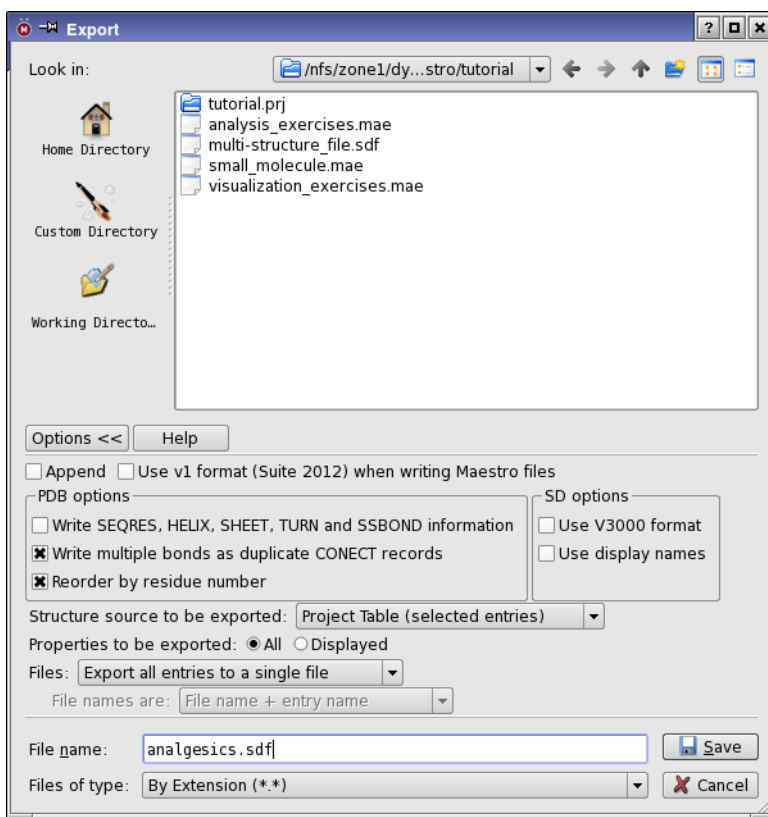 Export
Look in: /nfs/zone1/dy...stro/tutorial
Home Directory
Custom Directory
Working Directo...
tutorial.prj
analysis_exercises.mae
multi-structure_file.sdf
small_molecule.mae
visualization_exercises.mae
Options << Help
Append Use v1 format (Suite 2012) when writing Maestro files
PDB options
Write SEQRES, HELIX, SHEET, TURN and SSBOND information
Write multiple bonds as duplicate CONECT records
Reorder by residue number
SD options
Use V3000 format
Use display names
Structure source to be exported: Project Table (selected entries)
Properties to be exported: All Displayed
Files: Export all entries to a single file
File names are: File name + entry name
File name: analgesics.sdf Save
Files of type: By Extension (*.*) Cancel